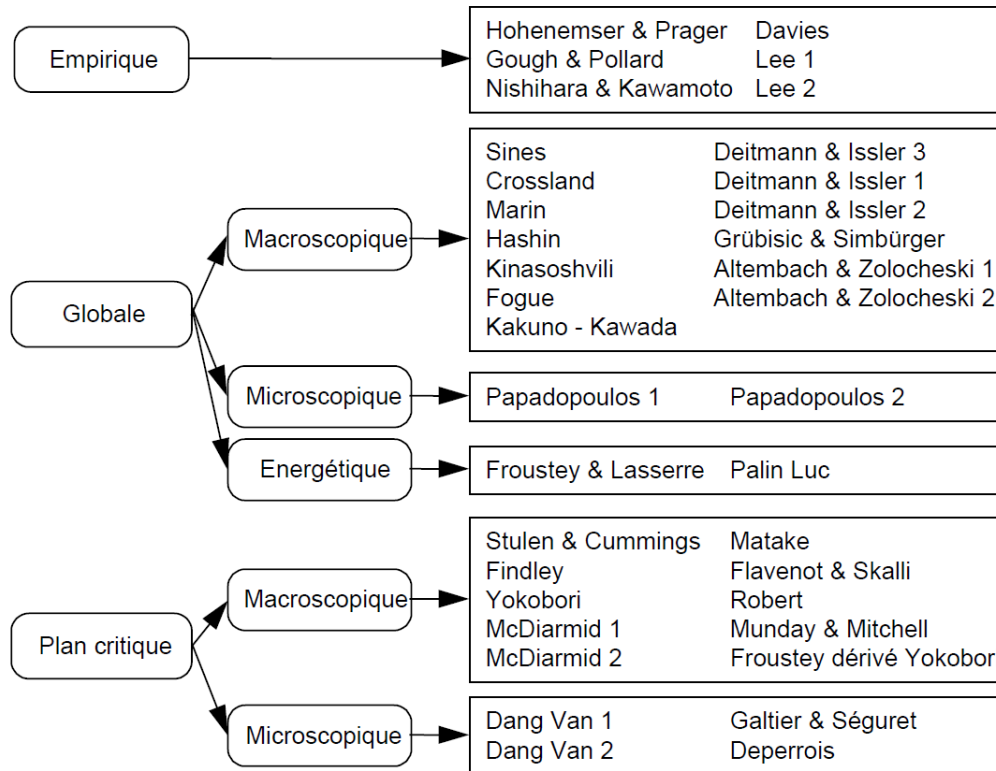 Empirique
Hohenemser & Prager Davies
Gough & Pollard Lee 1
Nishihara & Kawamoto Lee 2
Globale
Macroscopique
Sines Deitmann & Issler 3
Crossland Deitmann & Issler 1
Marin Deitmann & Issler 2
Hashin Grübisic & Simbürger
Kinasoshvili Altembach & Zolocheski 1
Fogue Altembach & Zolocheski 2
Kakuno - Kawada
Microscopique
Papadopoulos 1 Papadopoulos 2
Energétique
Froustey & Lasserre Palin Luc
Plan critique
Macroscopique
Stulen & Cummings Matake
Findley Flavenot & Skalli
Yokobori Robert
McDiarmid 1 Munday & Mitchell
McDiarmid 2 Froustey dérivé Yokobori
Microscopique
Dang Van 1 Galtier & Séguret
Dang Van 2 Deperrois